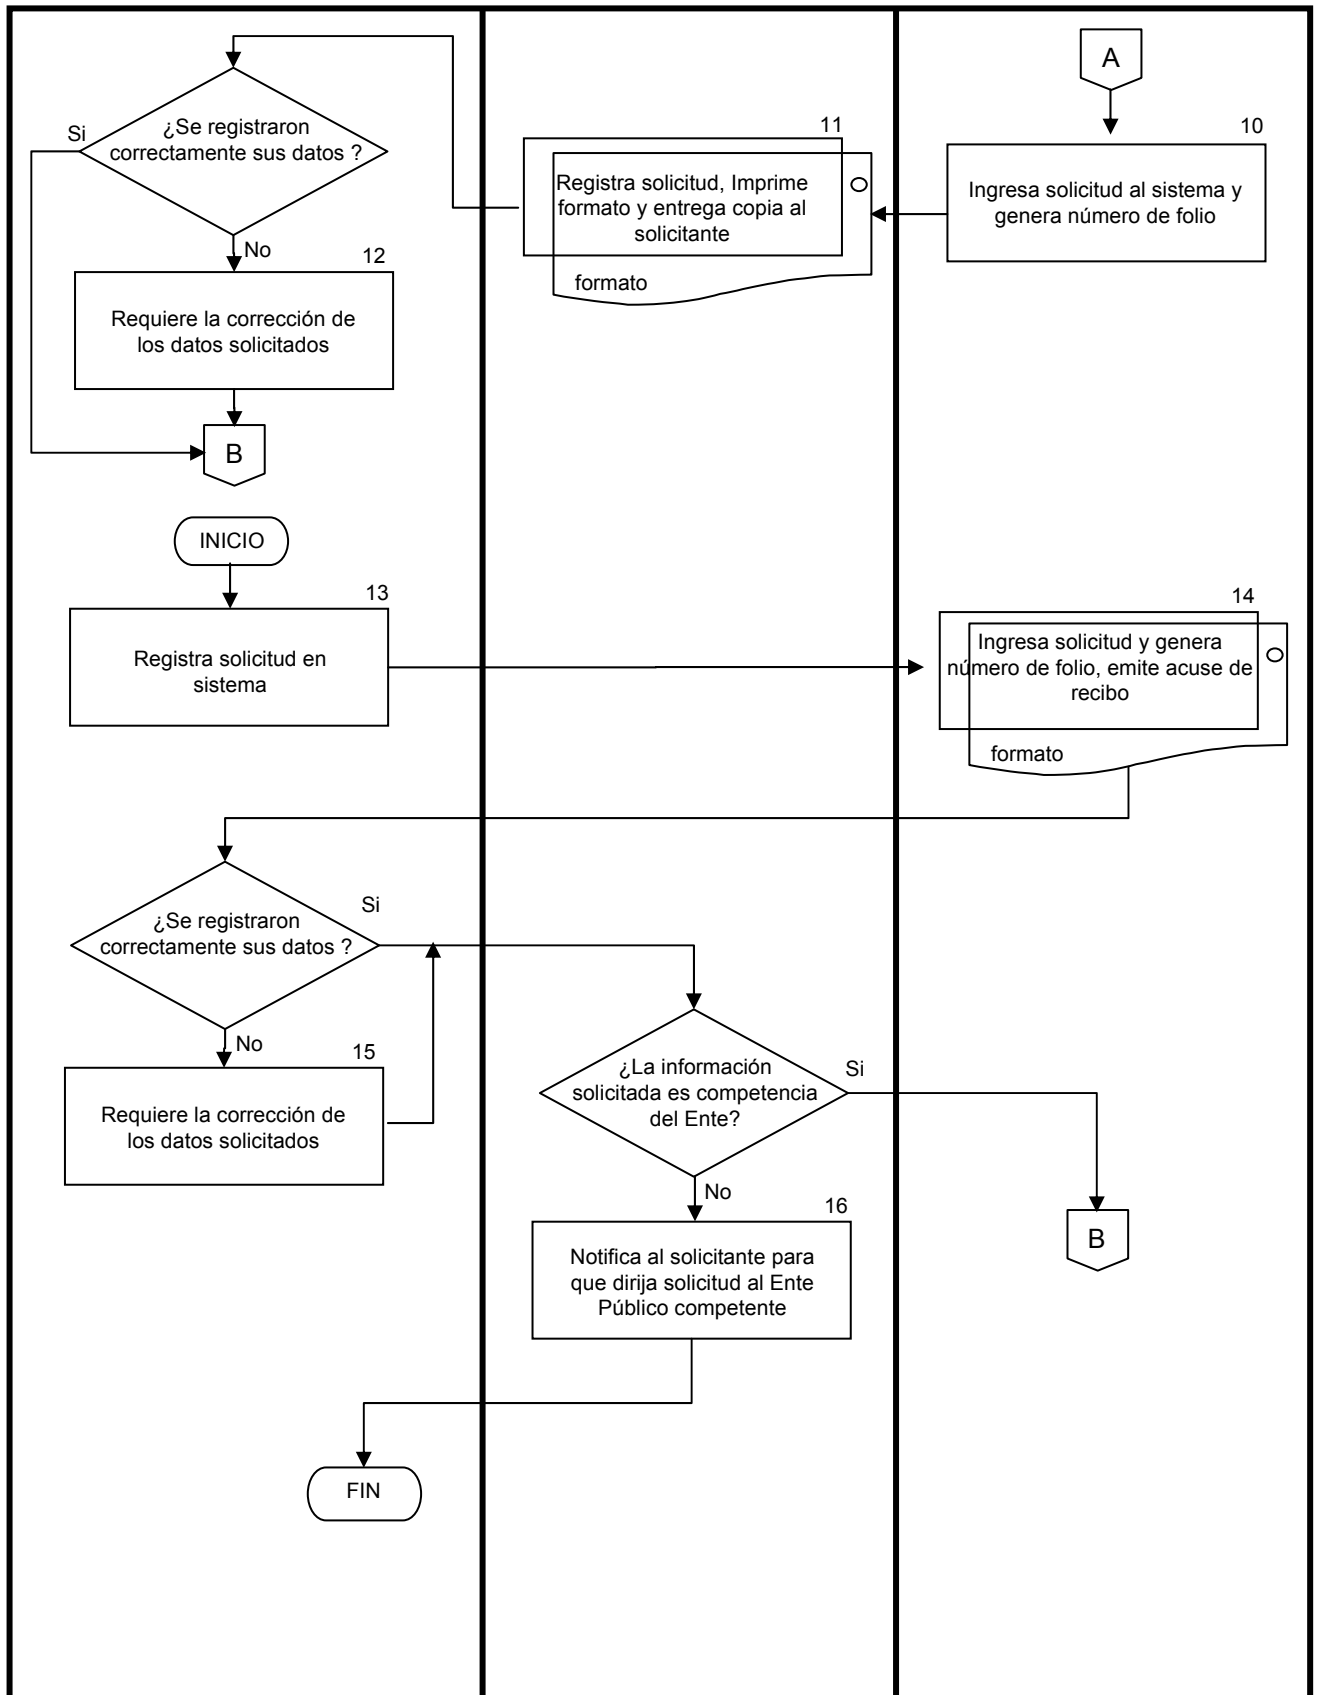 A
10
Ingresa solicitud al sistema y
genera número de folio
11
Registra solicitud, Imprime
formato y entrega copia al
solicitante
O
formato
¿Se registraron
correctamente sus datos ?
Si
No
12
Requiere la corrección de
los datos solicitados
B
INICIO
13
Registra solicitud en
sistema
14
Ingresa solicitud y genera
número de folio, emite acuse de
recibo
O
formato
¿Se registraron
correctamente sus datos ?
Si
No
15
Requiere la corrección de
los datos solicitados
¿La información
solicitada es competencia
del Ente?
Si
B
No
16
Notifica al solicitante para
que dirija solicitud al Ente
Público competente
FIN